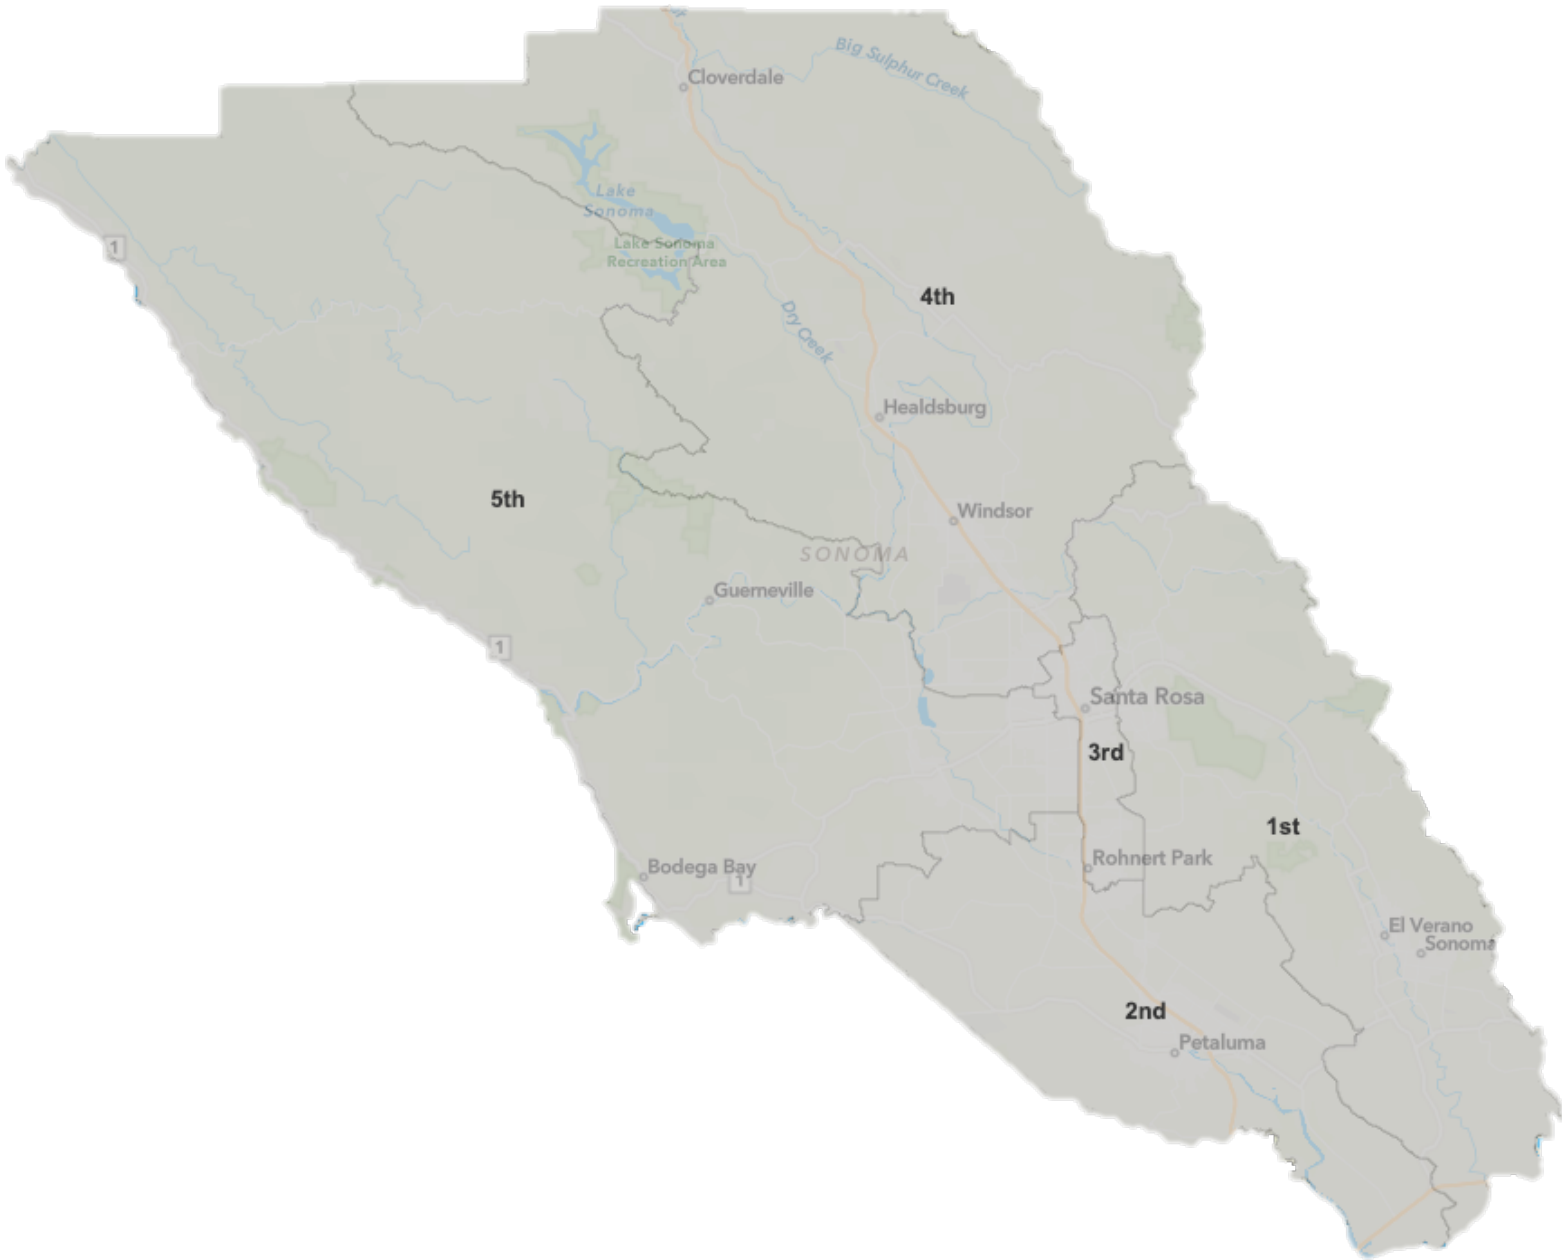 Big Sulphur Creek
Cloverdale
Lake
Sonoma
1
Lake Sonoma
Recreation Area
4th
Dry Creek
Healdsburg
5th
Windsor
SONOMA
Guerneville
1
Santa Rosa
3rd
1st
Rohnert Park
Bodega Bay
1
El Verano
Sonoma
2nd
Petaluma